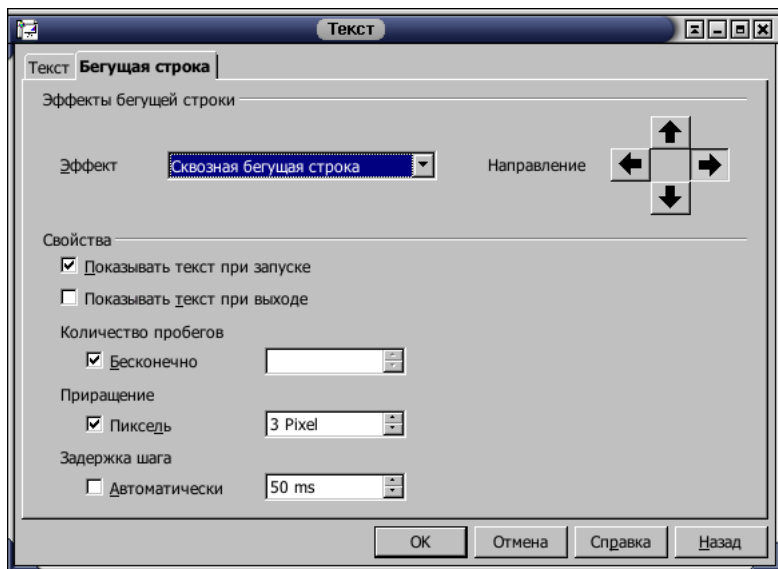 Текст
Текст Бегущая строка
Эффекты бегущей строки
Эффект Сквозная бегущая строка Направление
Свойства
Показывать текст при запуске
Показывать текст при выходе
Количество пробегов
Бесконечно
Приращение
Пиксель 3 Pixel
Задержка шага
Автоматически 50 ms
OK Отмена Справка Назад